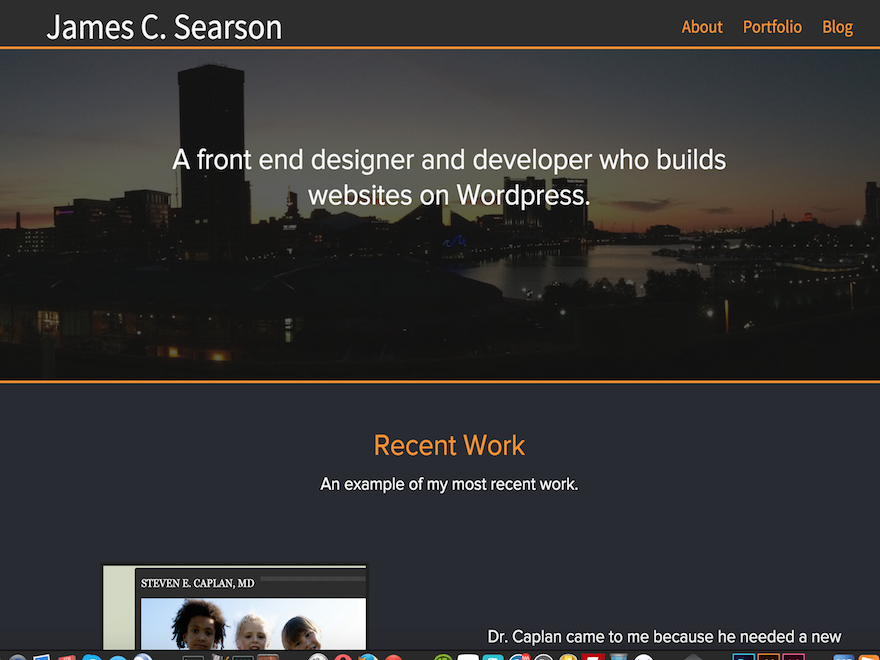 James C. Searson
About Portfolio Blog
A front end designer and developer who builds
websites on Wordpress.
Recent Work
An example of my most recent work.
STEVEN E. CAPLAN, MD
Dr. Caplan came to me because he needed a new